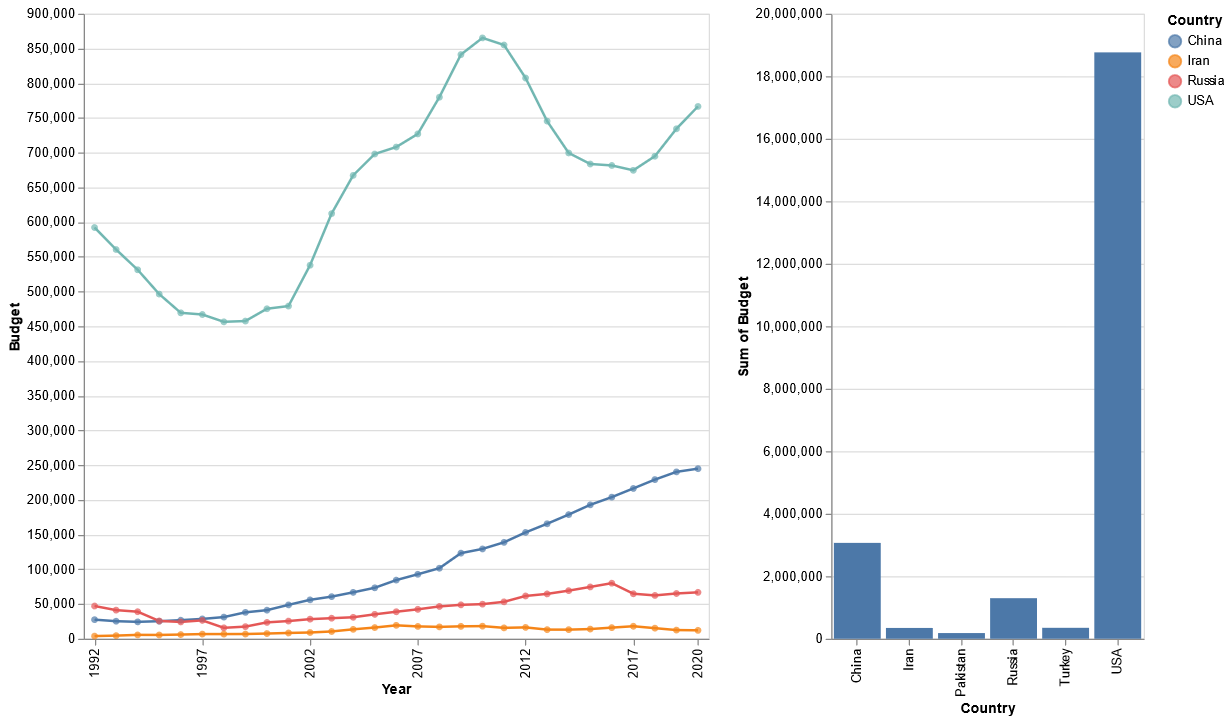 900,000
850,000
800,000
750,000
700,000
650,000
600,000
550,000
500,000
450,000
400,000
350,000
300,000
250,000
200,000
150,000
100,000
50,000
0
Budget
1992
1997
2002
2007
2012
2017
2020
Year
20,000,000
18,000,000
16,000,000
14,000,000
12,000,000
10,000,000
8,000,000
6,000,000
4,000,000
2,000,000
0
Sum of Budget
China
Iran
Pakistan
Russia
Turkey
USA
Country
Country
China
Iran
Russia
USA